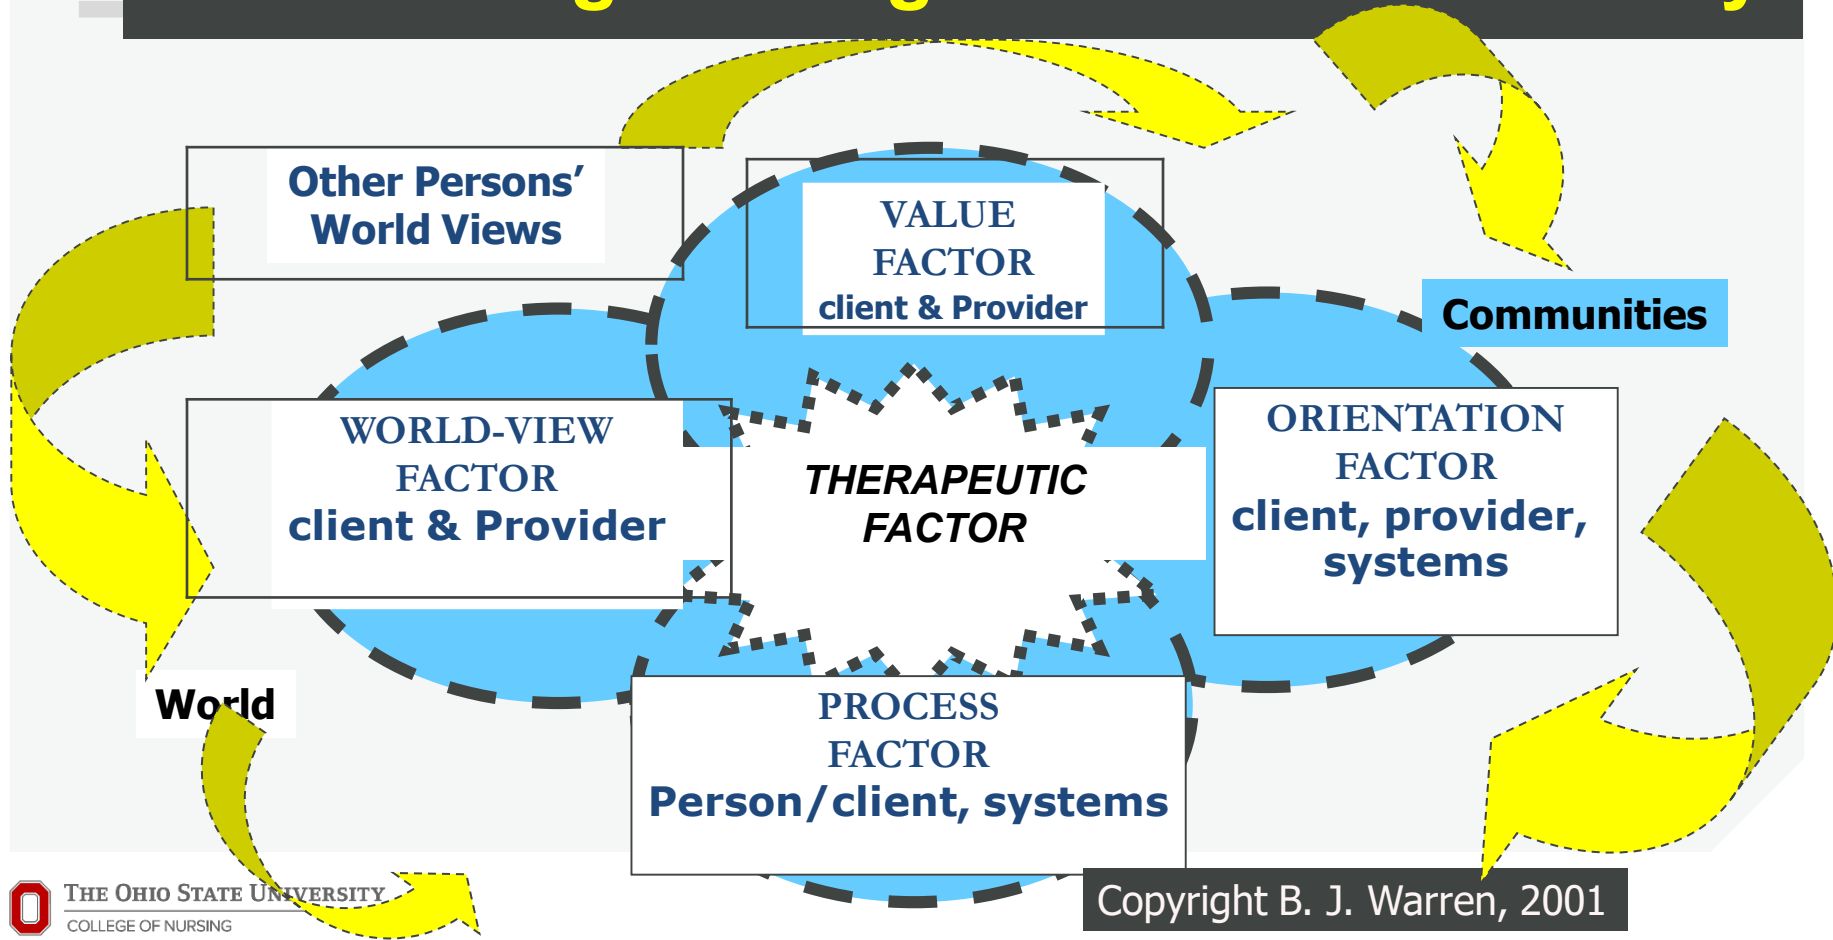 Other Persons’
World Views
VALUE
FACTOR
client & Provider
Communities
WORLD-VIEW
FACTOR
client & Provider
THERAPEUTIC
FACTOR
ORIENTATION
FACTOR
client, provider,
systems
World
PROCESS
FACTOR
Person/client, systems
THE OHIO STATE UNIVERSITY
COLLEGE OF NURSING
Copyright B. J. Warren, 2001